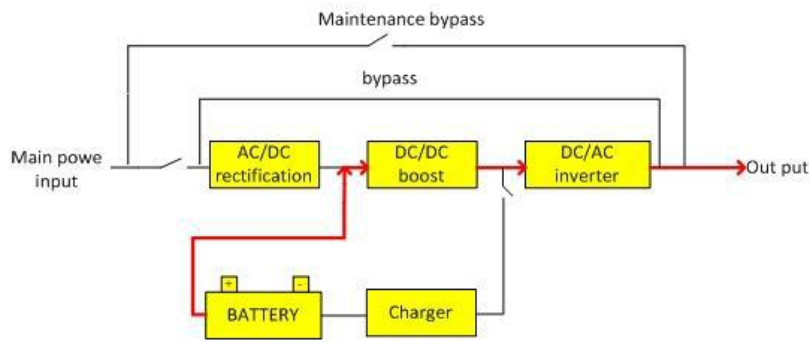 Maintenance bypass
bypass
Main powe
input
AC/DC
rectification
DC/DC
boost
DC/AC
inverter
Out put
+
-
BATTERY
Charger